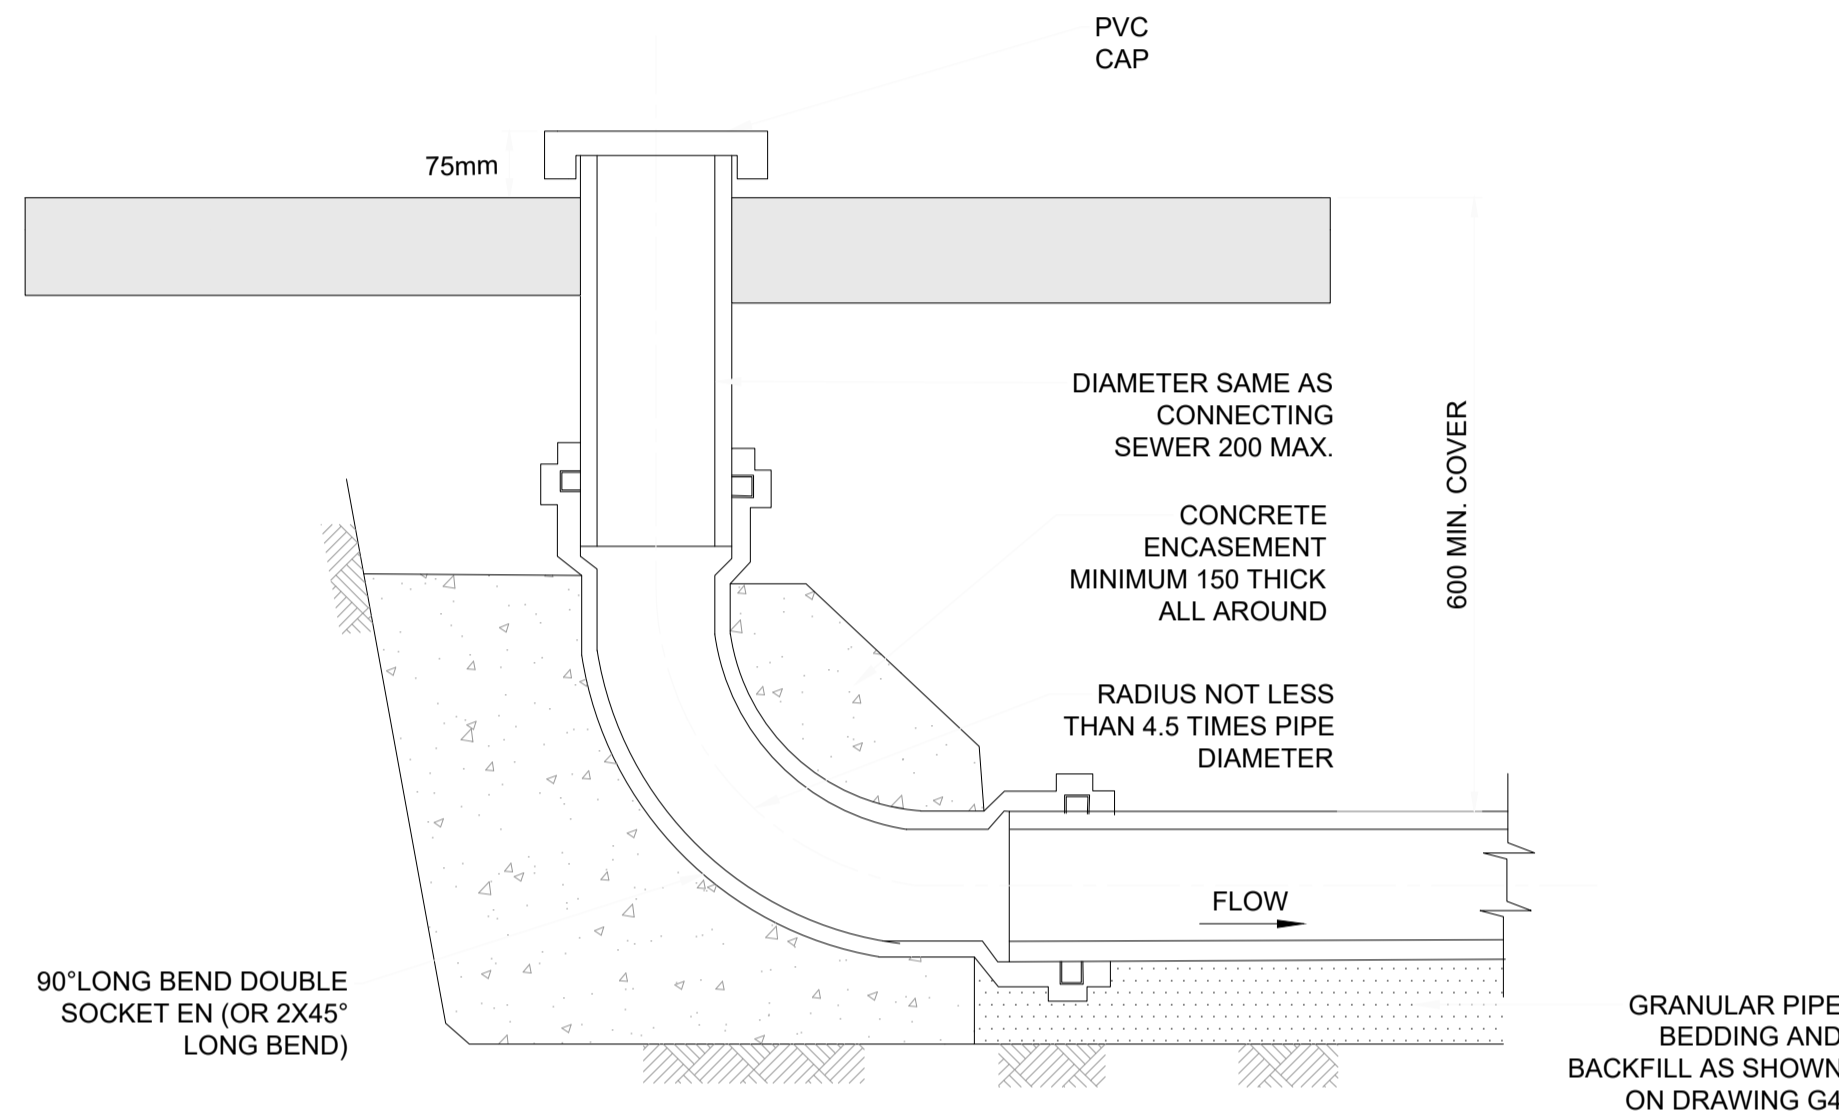 PVC
CAP
75mm
DIAMETER SAME AS
CONNECTING
SEWER 200 MAX.
CONCRETE
ENCASEMENT
MINIMUM 150 THICK
ALL AROUND
600 MIN. COVER
RADIUS NOT LESS
THAN 4.5 TIMES PIPE
DIAMETER
FLOW
90°LONG BEND DOUBLE
SOCKET EN (OR 2X45°
LONG BEND)
GRANULAR PIPE
BEDDING AND
BACKFILL AS SHOWN
ON DRAWING G4